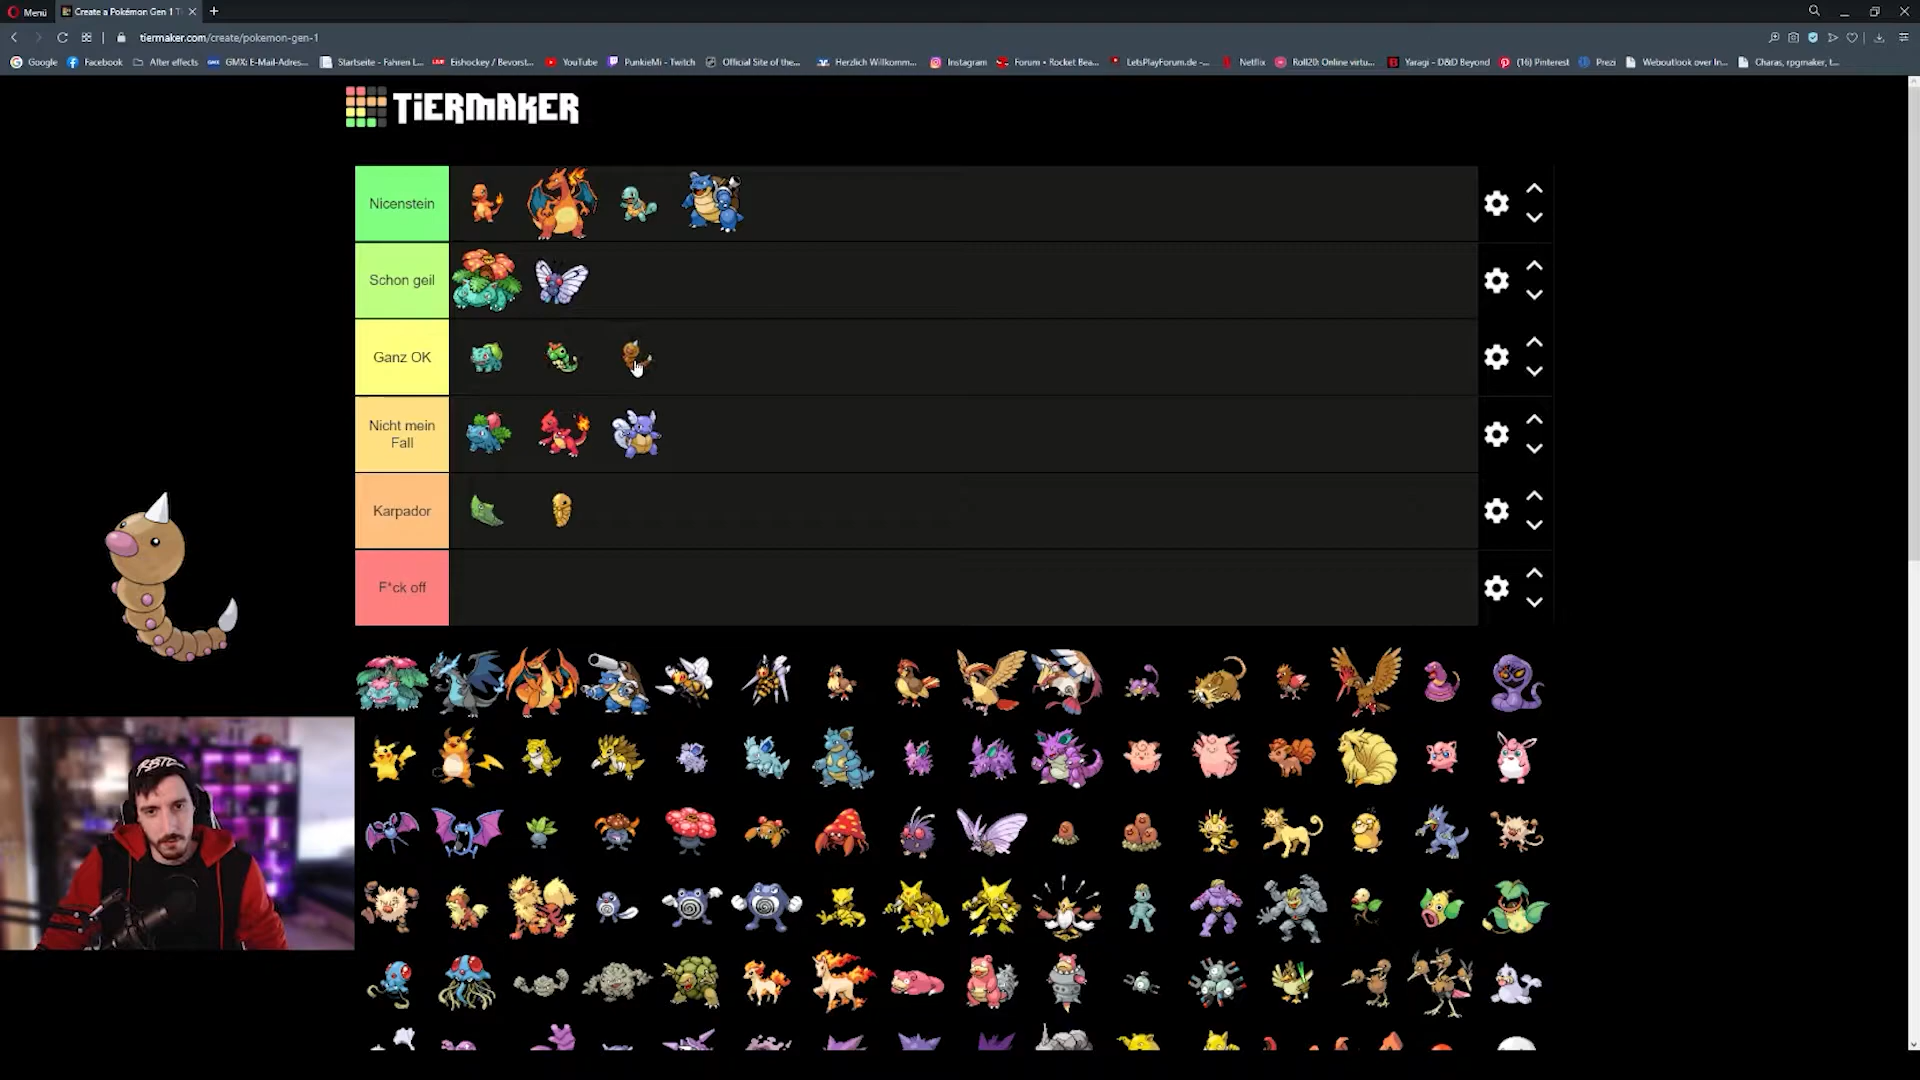 Menü
Create a Pokémon Gen 1 T
tiermaker.com/create/pokemon-gen-1
Google
Facebook
After effects
GMX: E-Mail-Adres...
Startseite - Fahren L...
Eishockey / Bevorst...
YouTube
PunkieMi - Twitch
Official Site of the...
Herzlich Willkomm...
Instagram
Forum • Rocket Bea...
LetsPlayForum.de -...
Netflix
Roll20: Online virtu...
Yaragi - D&D Beyond
(16) Pinterest
Prezi
Weboutlook over In...
Charas, rpgmaker, t...
TIERMAKER
Nicenstein
Schon geil
Ganz OK
Nicht mein
Fall
Karpador
F*ck off